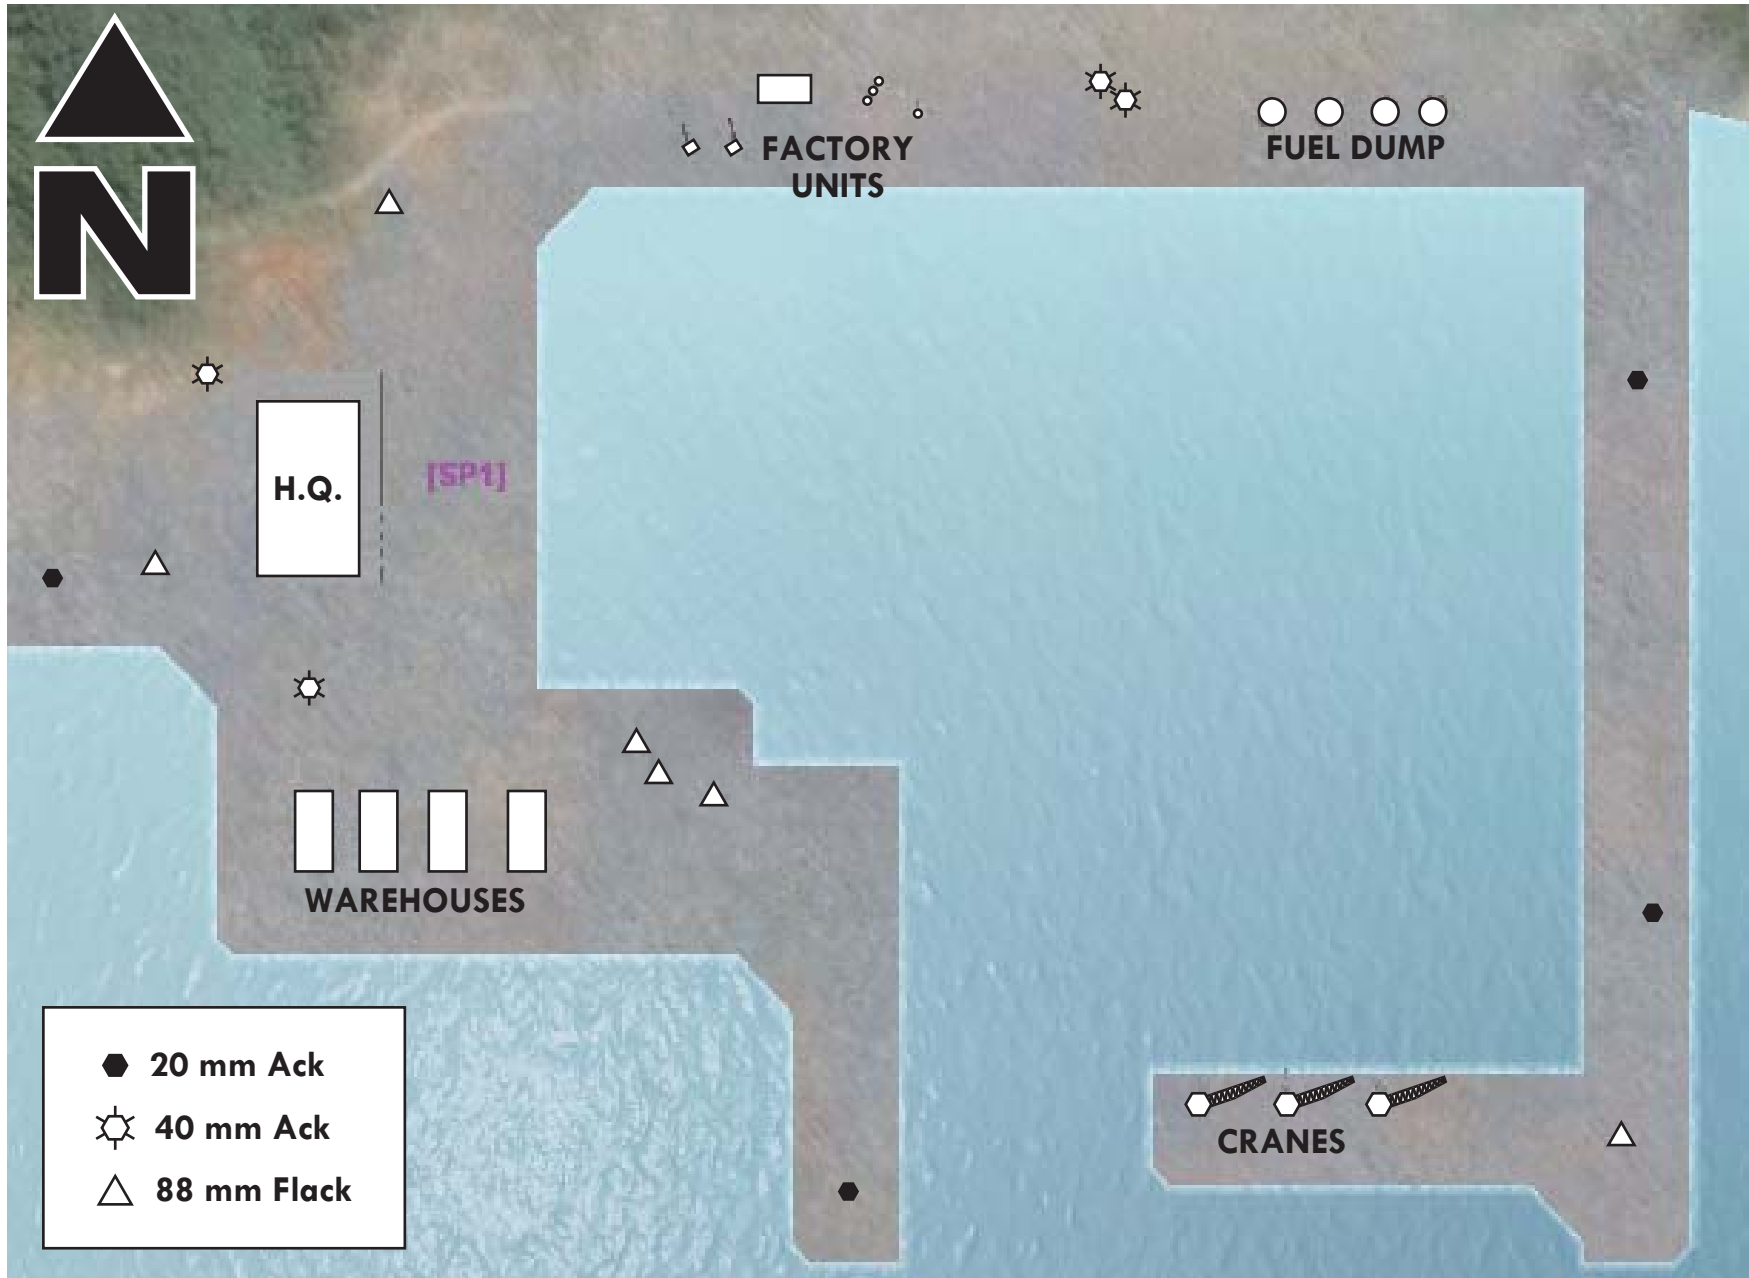 N
FACTORY
UNITS
FUEL DUMP
H.Q.
[SP1]
WAREHOUSES
CRANES
20 mm Ack
40 mm Ack
88 mm Flack